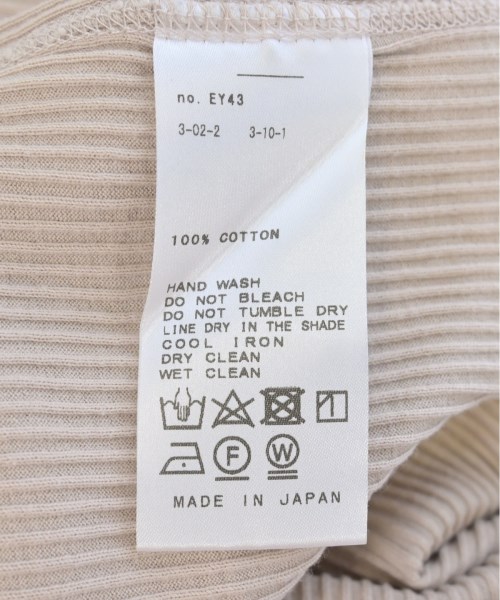 no. EY43
3-02-2 3-10-1
100% COTTON
HAND WASH
DO NOT BLEACH
DO NOT TUMBLE DRY
LINE DRY IN THE SHADE
COOL IRON
DRY CLEAN
WET CLEAN
F W
MADE IN JAPAN